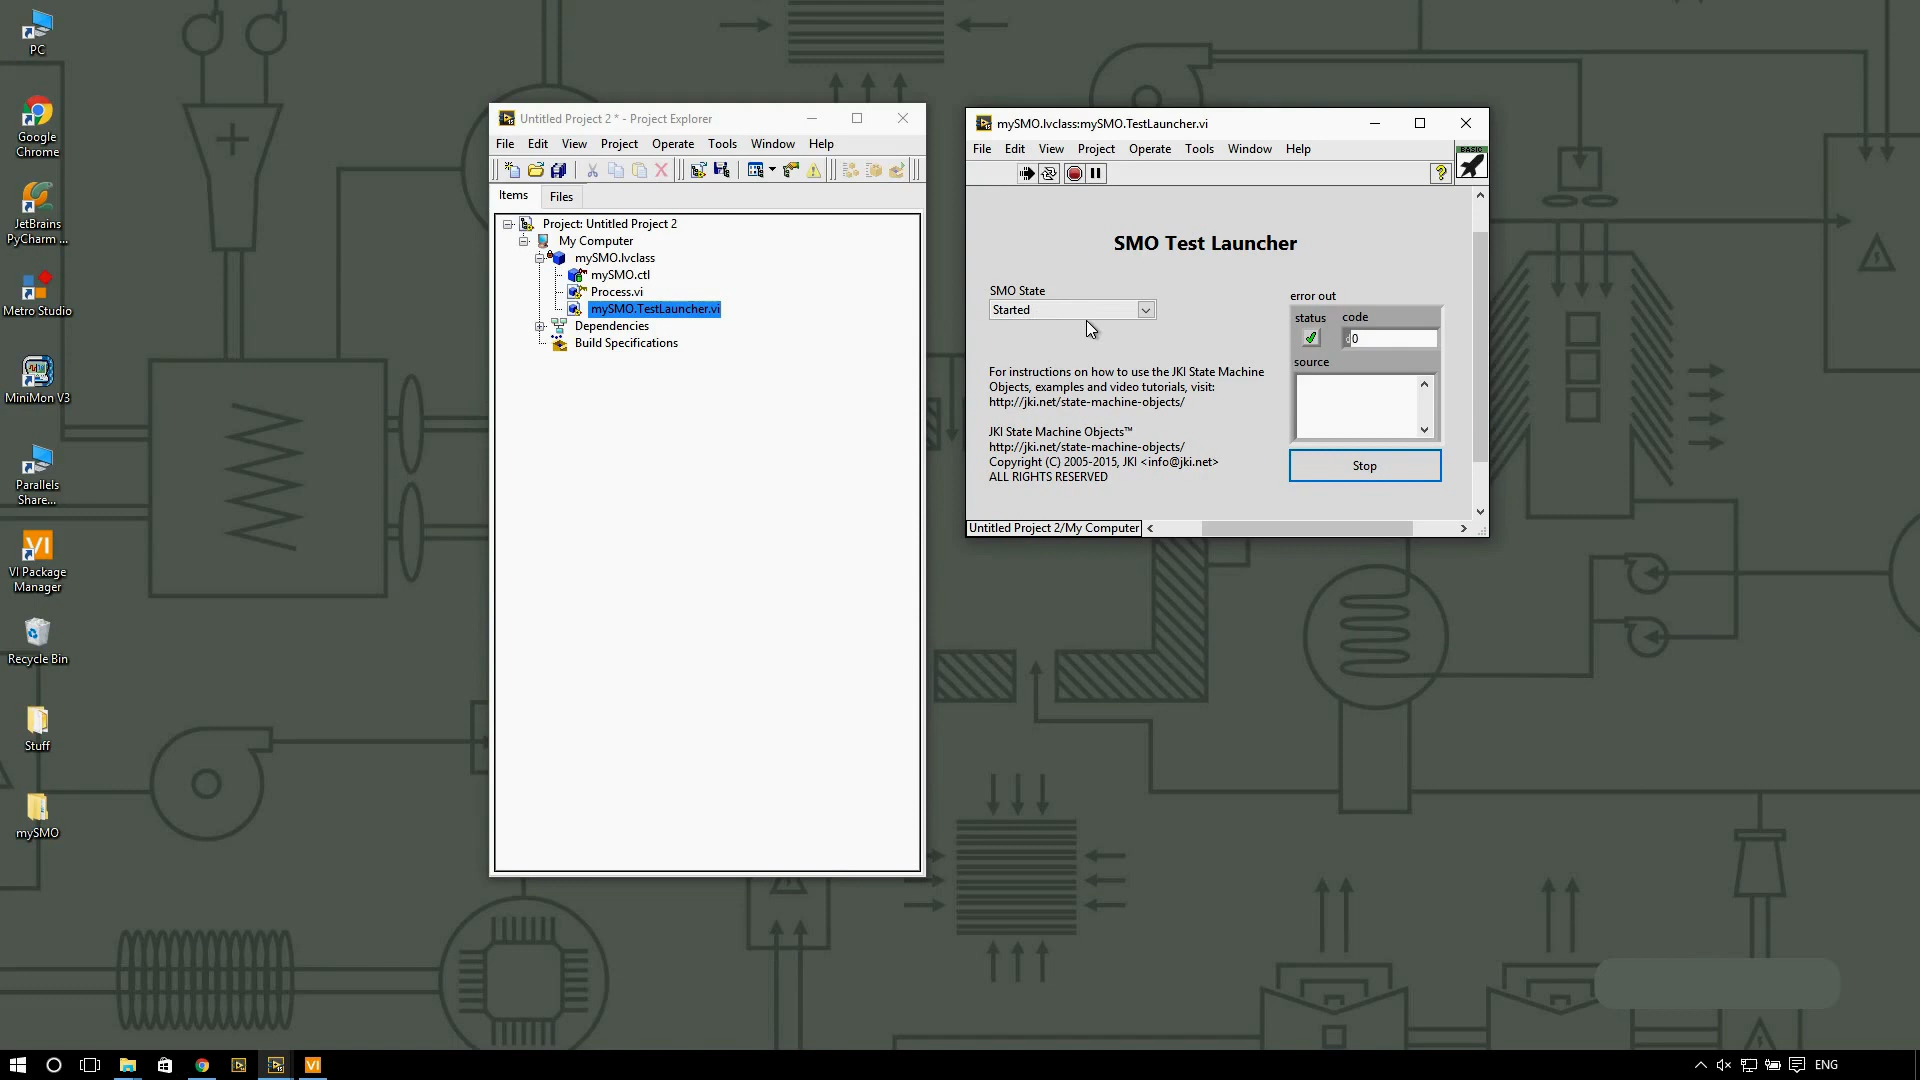 PC
Google
Chrome
JetBrains
PyCharm ...
Metro Studio
MiniMon V3
Parallels
Share...
VI
VI Package
Manager
Recycle Bin
Stuff
mySMO
Untitled Project 2 * - Project Explorer
File Edit View Project Operate Tools Window Help
Items Files
Project: Untitled Project 2
My Computer
mySMO.lvclass
mySMO.ctl
Process.vi
mySMO.TestLauncher.vi
Dependencies
Build Specifications
mySMO.lvclass:mySMO.TestLauncher.vi
File Edit View Project Operate Tools Window Help
BASIC
SMO Test Launcher
SMO State
Started
error out
status code
0
source
For instructions on how to use the JKI State Machine
Objects, examples and video tutorials, visit:
http://jki.net/state-machine-objects/
JKI State Machine Objects™
http://jki.net/state-machine-objects/
Copyright (C) 2005-2015, JKI <info@jki.net>
ALL RIGHTS RESERVED
Stop
Untitled Project 2/My Computer
VI
ENG